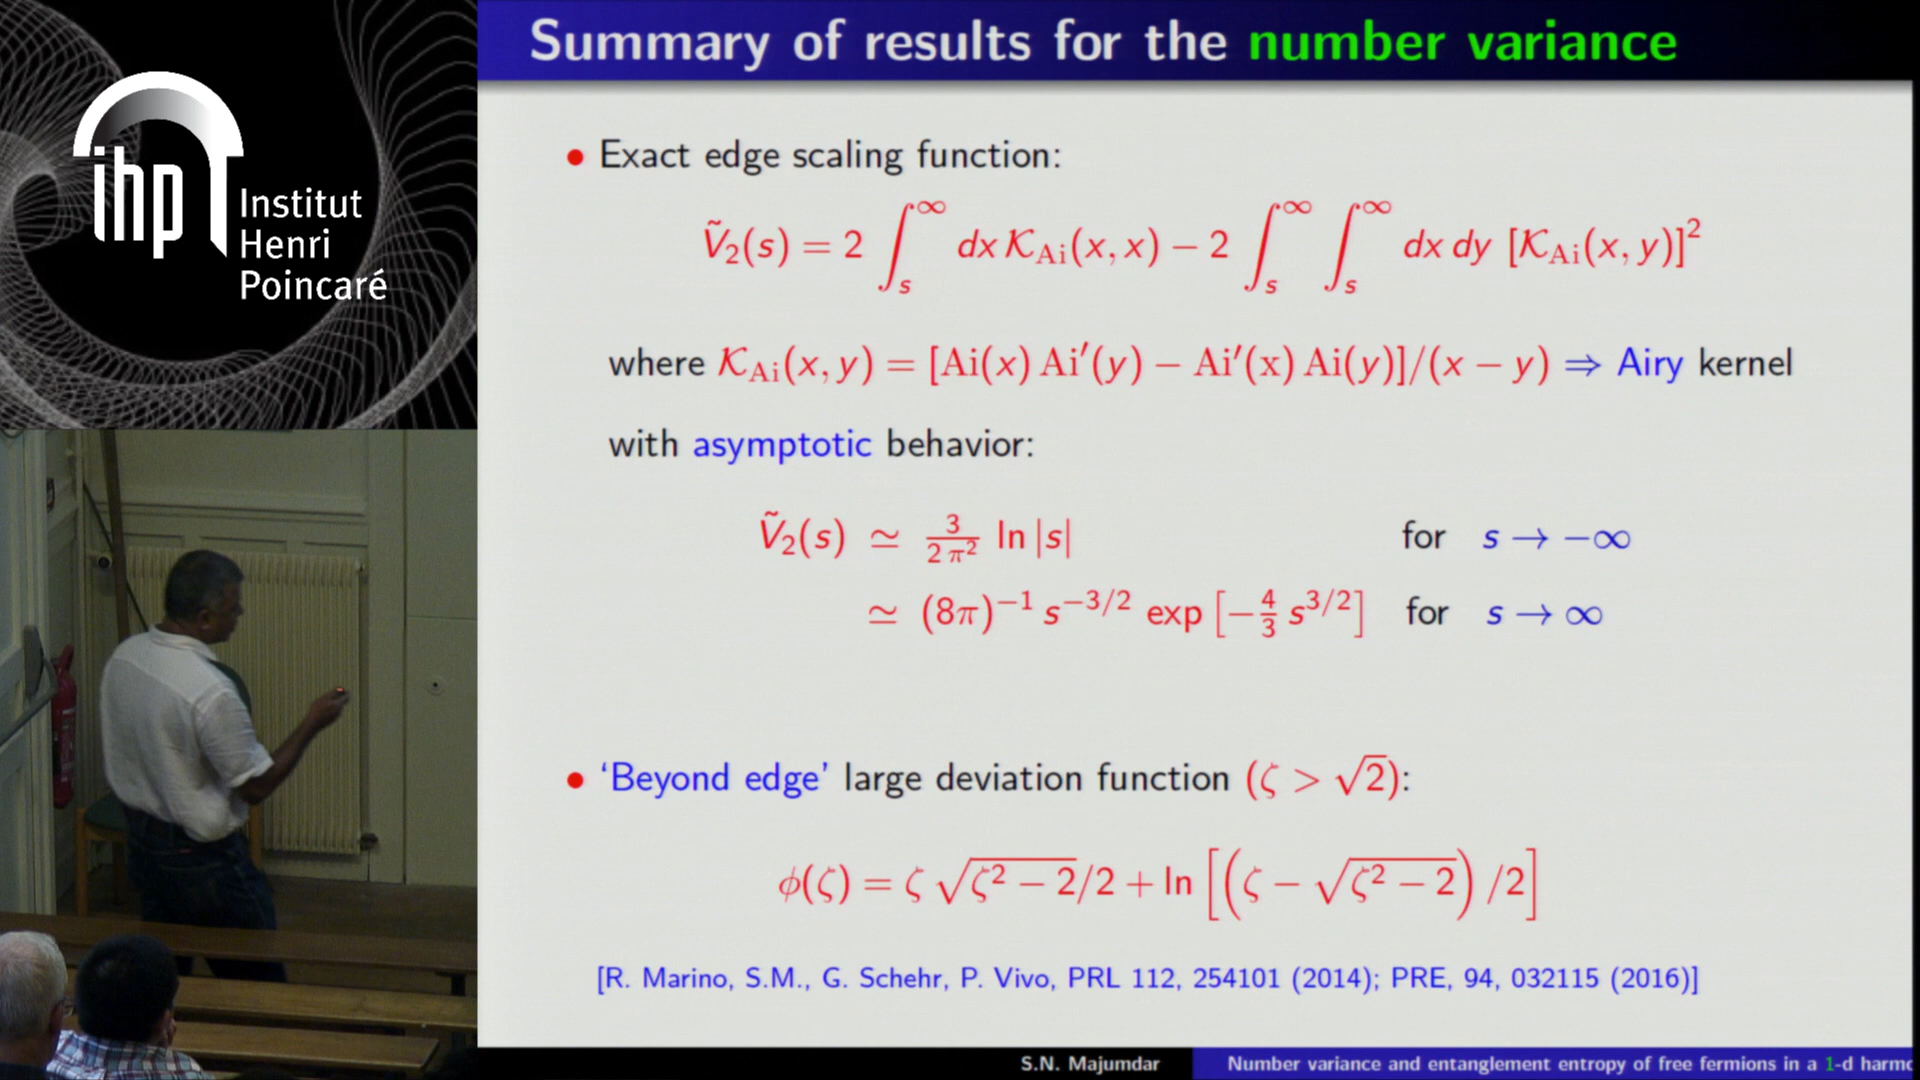 ihp
Institut
Henri
Poincaré
Summary of results for the number variance
• Exact edge scaling function:
Ṽ₂(s) = 2 ∫ₛ^∞ dx 𝒦_Ai(x, x) − 2 ∫ₛ^∞ ∫ₛ^∞ dx dy [𝒦_Ai(x, y)]²
where 𝒦_Ai(x, y) = [Ai(x) Ai′(y) − Ai′(x) Ai(y)]/(x − y) ⇒ Airy kernel
with asymptotic behavior:
Ṽ₂(s) ≃ 3/(2 π²) ln |s| for s → −∞
≃ (8π)⁻¹ s^(−3/2) exp [−4/3 s^(3/2)] for s → ∞
• ‘Beyond edge’ large deviation function (ζ > √2):
ϕ(ζ) = ζ √(ζ² − 2)/2 + ln [(ζ − √(ζ² − 2)) /2]
[R. Marino, S.M., G. Schehr, P. Vivo, PRL 112, 254101 (2014); PRE, 94, 032115 (2016)]
S.N. Majumdar Number variance and entanglement entropy of free fermions in a 1-d harmo